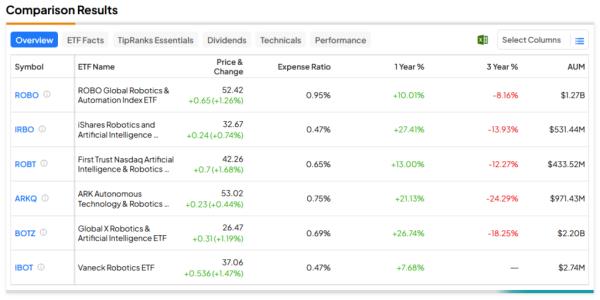 Comparison Results
Overview ETF Facts TipRanks Essentials Dividends Technicals Performance Select Columns
Symbol ETF Name Price & Change Expense Ratio 1 Year % 3 Year % AUM
ROBO ROBO Global Robotics & Automation Index ETF 52.42 +0.65 (+1.26%) 0.95% +10.01% -8.16% $1.27B
IRBO iShares Robotics and Artificial Intelligence ... 32.67 +0.24 (+0.74%) 0.47% +27.41% -13.93% $531.44M
ROBT First Trust Nasdaq Artificial Intelligence & Robotics ... 42.26 +0.7 (+1.68%) 0.65% +13.00% -12.27% $433.52M
ARKQ ARK Autonomous Technology & Robotics ... 53.02 +0.23 (+0.44%) 0.75% +21.13% -24.29% $971.43M
BOTZ Global X Robotics & Artificial Intelligence ETF 26.47 +0.31 (+1.19%) 0.69% +26.74% -18.25% $2.20B
IBOT Vaneck Robotics ETF 37.06 +0.536 (+1.47%) 0.47% +7.68% — $2.74M